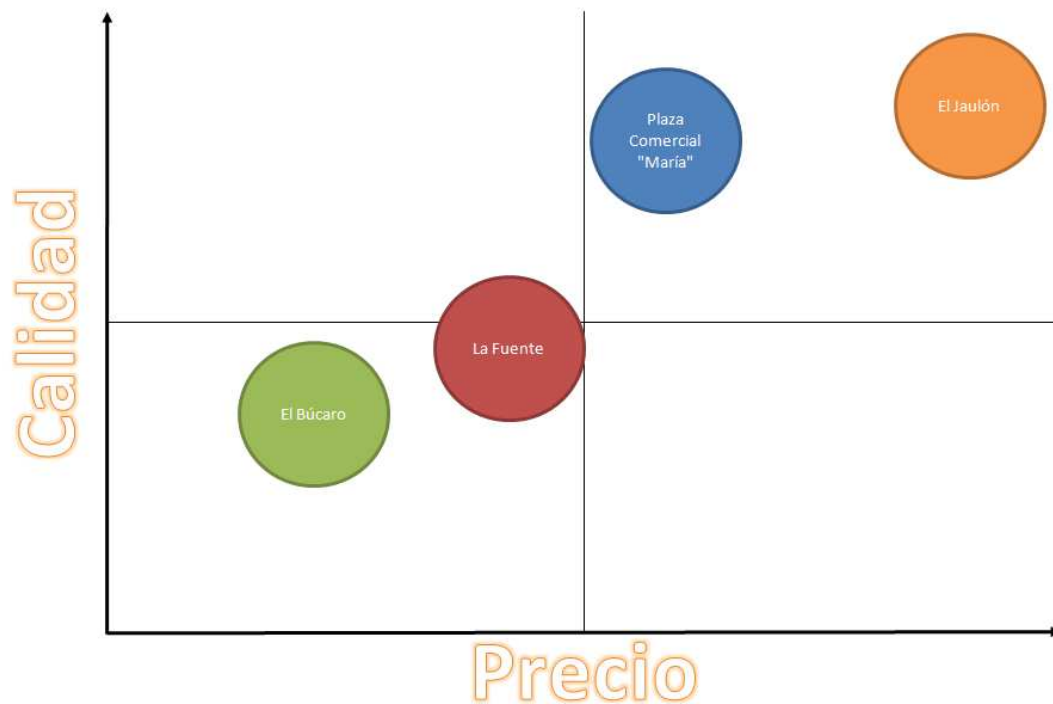 Calidad
Plaza
Comercial
"María"
El Jaulón
La Fuente
El Búcaro
Precio